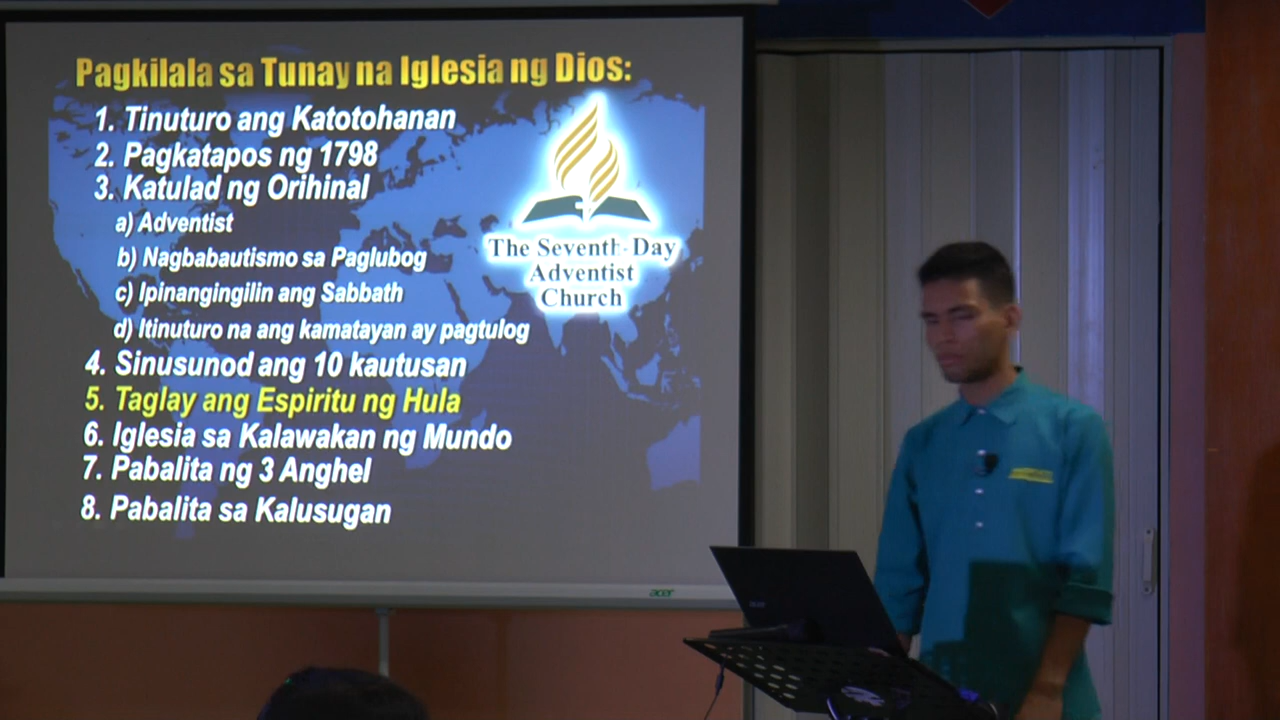 Pagkilala sa Tunay na Iglesia ng Dios:
1. Tinuturo ang Katotohanan
2. Pagkatapos ng 1798
3. Katulad ng Orihinal
a) Adventist
b) Nagbabautismo sa Paglubog
c) Ipinangingilin ang Sabbath
d) Itinuturo na ang kamatayan ay pagtulog
4. Sinusunod ang 10 kautusan
5. Taglay ang Espiritu ng Hula
6. Iglesia sa Kalawakan ng Mundo
7. Pabalita ng 3 Anghel
8. Pabalita sa Kalusugan
The Seventh-Day
Adventist
Church
acer